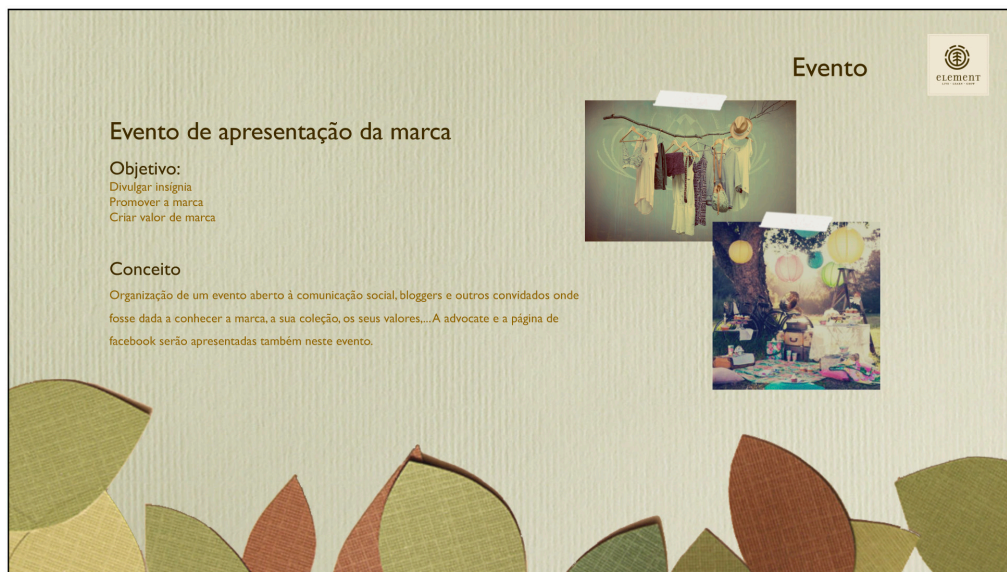 Evento
ELEMENT
Evento de apresentação da marca
Objetivo:
Divulgar insígnia
Promover a marca
Criar valor de marca
Conceito
Organização de um evento aberto à comunicação social, bloggers e outros convidados onde
fosse dada a conhecer a marca, a sua coleção, os seus valores,... A advocate e a página de
facebook serão apresentadas também neste evento.